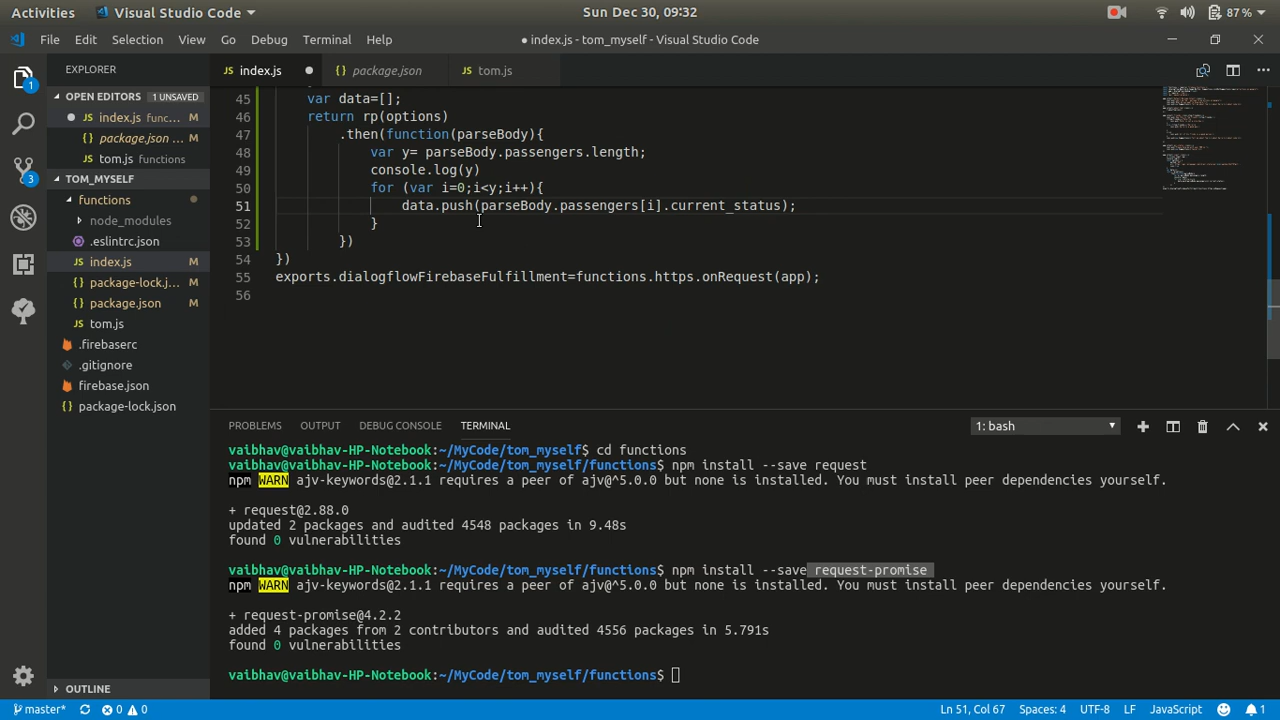 Activities
Visual Studio Code
Sun Dec 30, 09:32
87 %
File Edit Selection View Go Debug Terminal Help
● index.js - tom_myself - Visual Studio Code
EXPLORER
JS index.js
{ } package.json
JS tom.js
OPEN EDITORS 1 UNSAVED
JS index.js func... M
{ } package.json ... M
JS tom.js functions
TOM_MYSELF
functions
node_modules
.eslintrc.json
JS index.js M
{ } package-lock.j... M
{ } package.json M
JS tom.js
.firebaserc
.gitignore
firebase.json
{ } package-lock.json
OUTLINE
1
3
45 var data=[];
46 return rp(options)
47 .then(function(parseBody){
48 var y= parseBody.passengers.length;
49 console.log(y)
50 for (var i=0;i<y;i++){
51 data.push(parseBody.passengers[i].current_status);
52 }
53 })
54 })
55 exports.dialogflowFirebaseFulfillment=functions.https.onRequest(app);
56
PROBLEMS OUTPUT DEBUG CONSOLE TERMINAL
1: bash
vaibhav@vaibhav-HP-Notebook:~/MyCode/tom_myself$ cd functions
vaibhav@vaibhav-HP-Notebook:~/MyCode/tom_myself/functions$ npm install --save request
npm WARN ajv-keywords@2.1.1 requires a peer of ajv@^5.0.0 but none is installed. You must install peer dependencies yourself.
+ request@2.88.0
updated 2 packages and audited 4548 packages in 9.48s
found 0 vulnerabilities
vaibhav@vaibhav-HP-Notebook:~/MyCode/tom_myself/functions$ npm install --save request-promise
npm WARN ajv-keywords@2.1.1 requires a peer of ajv@^5.0.0 but none is installed. You must install peer dependencies yourself.
+ request-promise@4.2.2
added 4 packages from 2 contributors and audited 4556 packages in 5.791s
found 0 vulnerabilities
vaibhav@vaibhav-HP-Notebook:~/MyCode/tom_myself/functions$
master* 0 0
Ln 51, Col 67 Spaces: 4 UTF-8 LF JavaScript 1